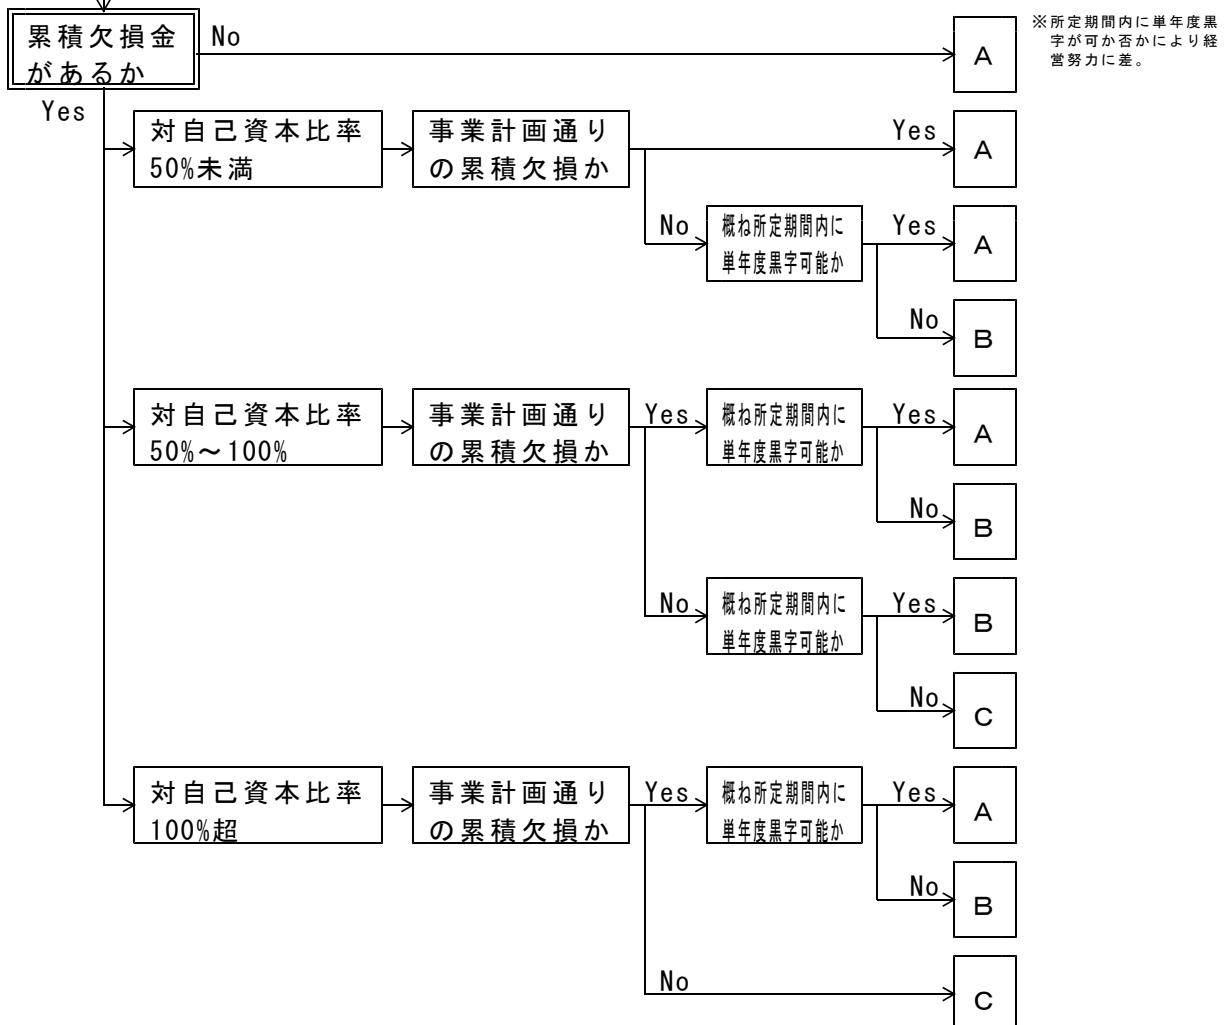 累積欠損金
があるか
No
A
※所定期間内に単年度黒
字が可か否かにより経
営努力に差。
Yes
対自己資本比率
50%未満
事業計画通り
の累積欠損か
Yes
A
No
概ね所定期間内に
単年度黒字可能か
Yes
A
No
B
対自己資本比率
50%～100%
事業計画通り
の累積欠損か
Yes
概ね所定期間内に
単年度黒字可能か
Yes
A
No
B
No
概ね所定期間内に
単年度黒字可能か
Yes
B
No
C
対自己資本比率
100%超
事業計画通り
の累積欠損か
Yes
概ね所定期間内に
単年度黒字可能か
Yes
A
No
B
No
C